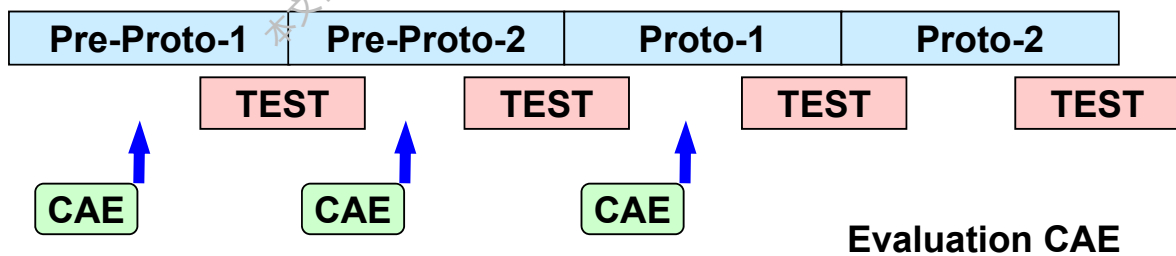 Pre-Proto-1 Pre-Proto-2 Proto-1 Proto-2
TEST TEST TEST TEST
CAE CAE CAE
Evaluation CAE